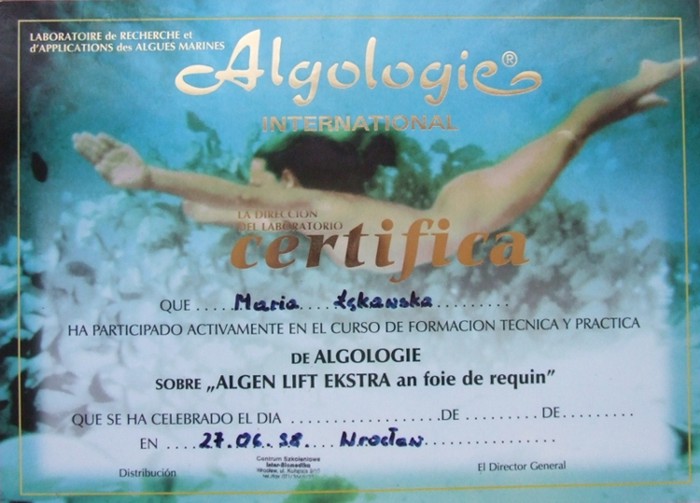 LABORATOIRE de RECHERCHE et
d'APPLICATIONS des ALGUES MARINES
Algologie®
INTERNATIONAL
LA DIRECCION
DEL LABORATORIO
certifica
QUE ..... Maria .... Łękawska .........
HA PARTICIPADO ACTIVAMENTE EN EL CURSO DE FORMACION TECNICA Y PRACTICA
DE ALGOLOGIE
SOBRE „ALGEN LIFT EKSTRA an foie de requin”
QUE SE HA CELEBRADO EL DIA ...................DE .........DE.........
EN ....27.06.98....Wrocław................
Centrum Szkoleniowe
Inter-Biomedika
Distribución
El Director General